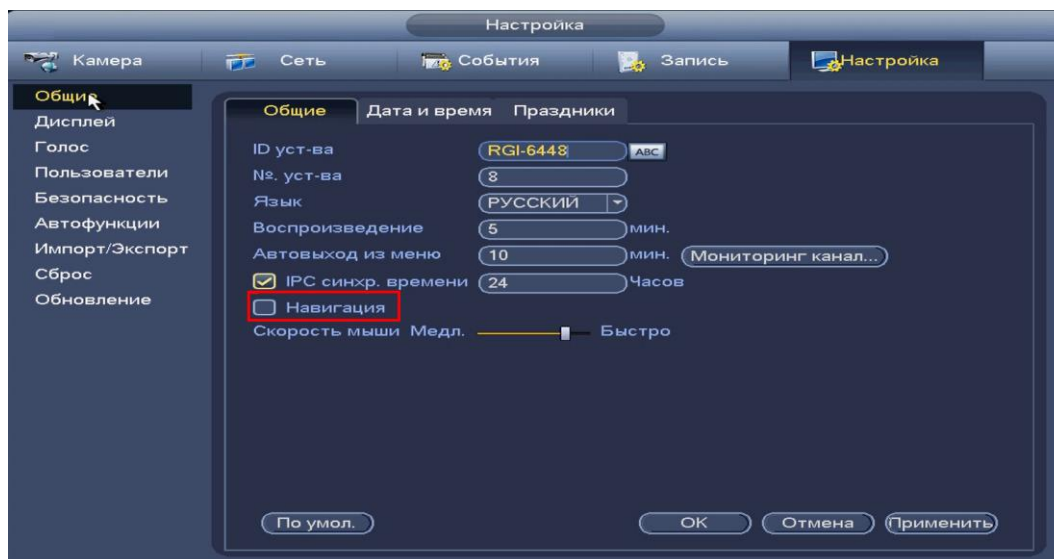 Настройка
Камера Сеть События Запись Настройка
Общие
Дисплей
Голос
Пользователи
Безопасность
Автофункции
Импорт/Экспорт
Сброс
Обновление
Общие Дата и время Праздники
ID уст-ва RGI-6448 ABC
№. уст-ва 8
Язык РУССКИЙ
Воспроизведение 5 мин.
Автовыход из меню 10 мин. Мониторинг канал...
IPC синхр. времени 24 Часов
Навигация
Скорость мыши Медл. Быстро
По умол. OK Отмена Применить